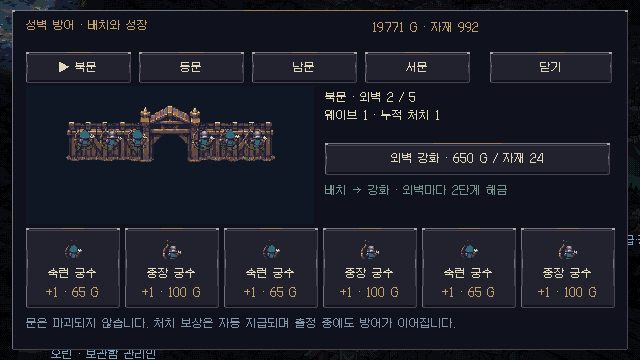 성벽 방어 · 배치와 성장
19771 G · 자재 992
▶ 북문
동문
남문
서문
닫기
북문 · 외벽 2 / 5
웨이브 1 · 누적 처치 1
외벽 강화 · 650 G / 자재 24
배치 → 강화 · 외벽마다 2단계 해금
숙련 궁수
+1 · 65 G
중장 궁수
+1 · 100 G
숙련 궁수
+1 · 65 G
중장 궁수
+1 · 100 G
숙련 궁수
+1 · 65 G
중장 궁수
+1 · 100 G
문은 파괴되지 않습니다. 처치 보상은 자동 지급되며 출정 중에도 방어가 이어집니다.
오린 · 보관함 관리인